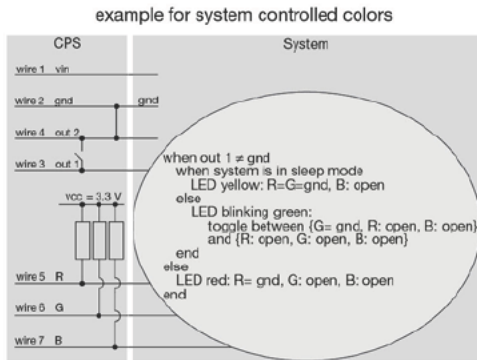 example for system controlled colors
CPS
System
wire 1 vin
wire 2 gnd
gnd
wire 4 out 2
wire 3 out 1
when out 1 ≠ gnd
when system is in sleep mode
LED yellow: R=G=gnd, B: open
else
LED blinking green:
toggle between {G= gnd, R: open, B: open}
and {R: open, G: open, B: open}
end
else
LED red: R= gnd, G: open, B: open
end
vcc = 3.3 V
wire 5 R
wire 6 G
wire 7 B